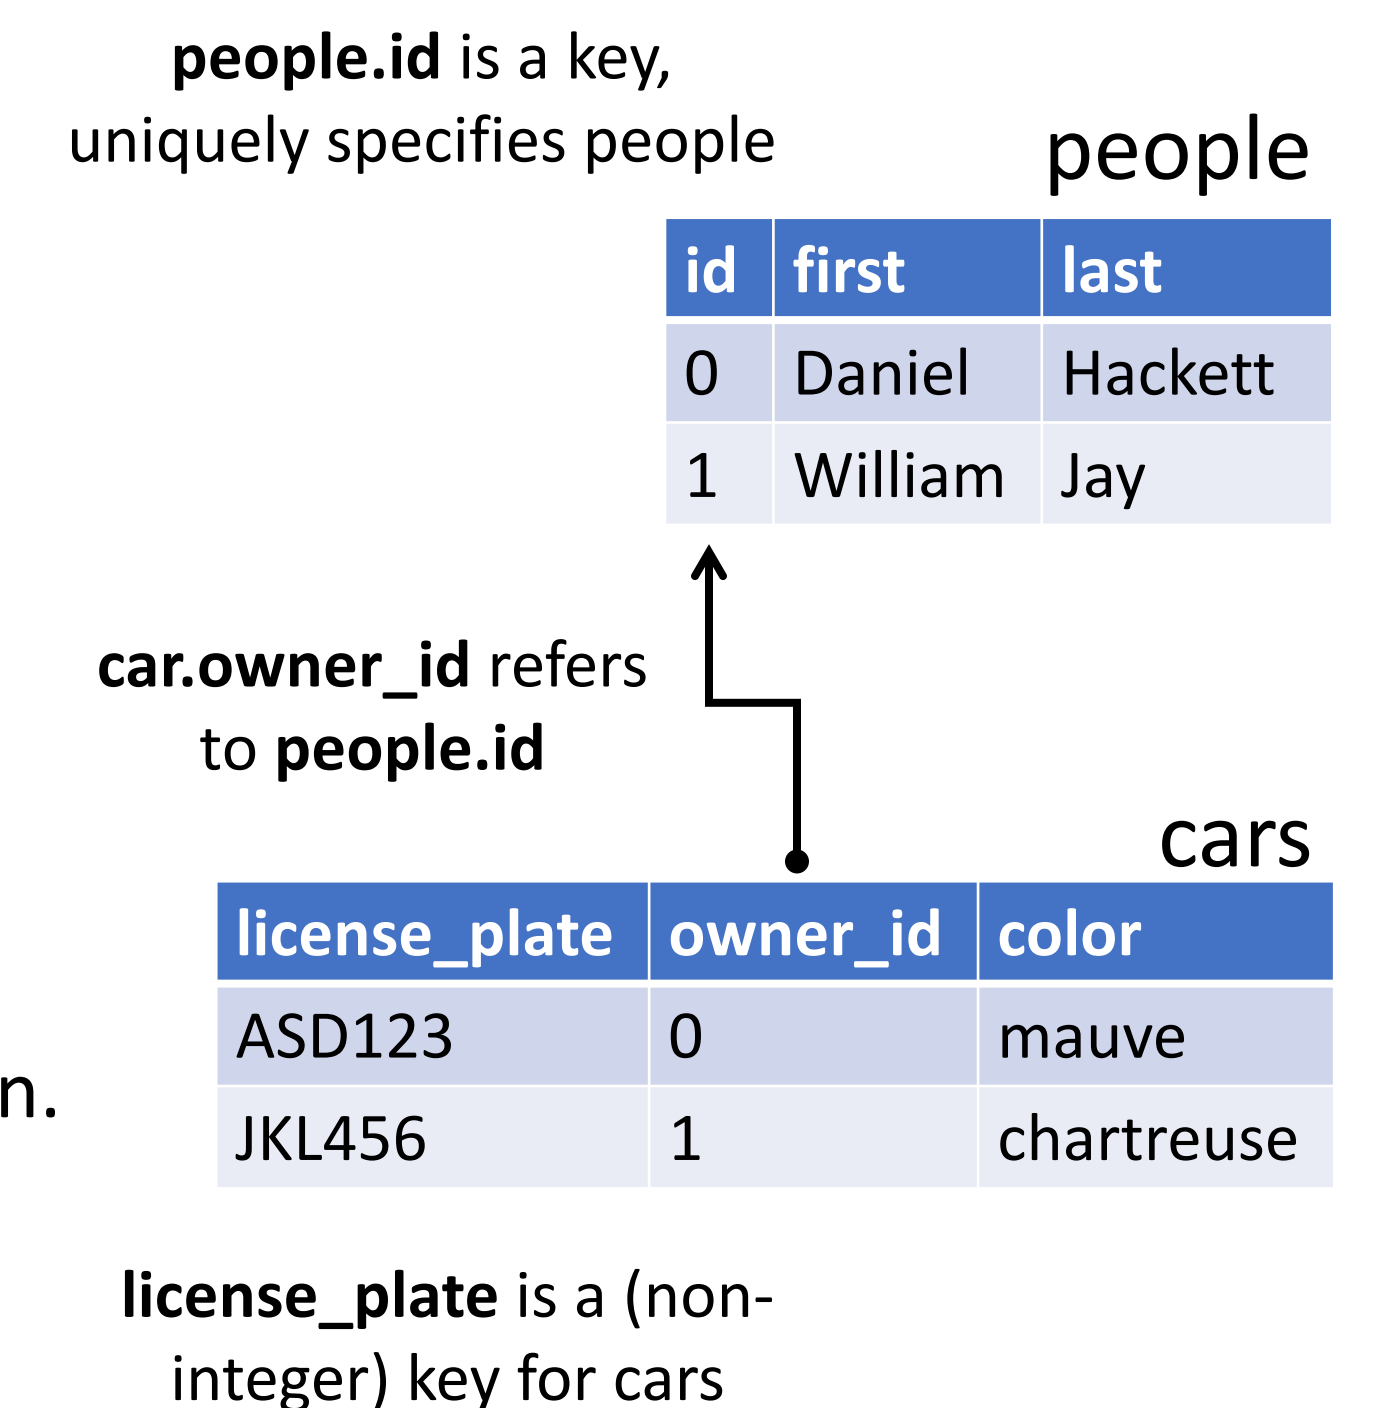 people.id is a key,
uniquely specifies people
people
id first last
0 Daniel Hackett
1 William Jay
car.owner_id refers
to people.id
cars
license_plate owner_id color
ASD123 0 mauve
n.
JKL456 1 chartreuse
license_plate is a (non-
integer) key for cars